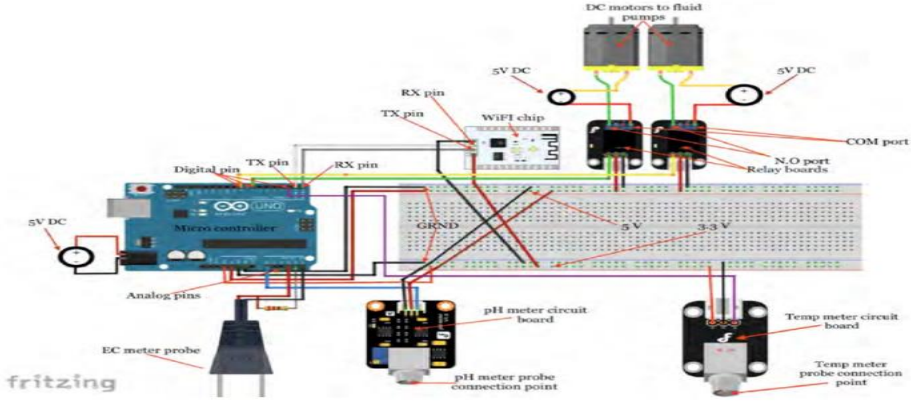 DC motors to fluid
pumps
5V DC
5V DC
RX pin
TX pin
WiFI chip
COM port
N.O port
Relay boards
Digital pin
TX pin
RX pin
UNO
Micro controller
5V DC
GRND
5 V
3-3 V
Analog pins
pH meter circuit
board
Temp meter circuit
board
EC meter probe
pH meter probe
connection point
Temp meter
probe connection
point
fritzing